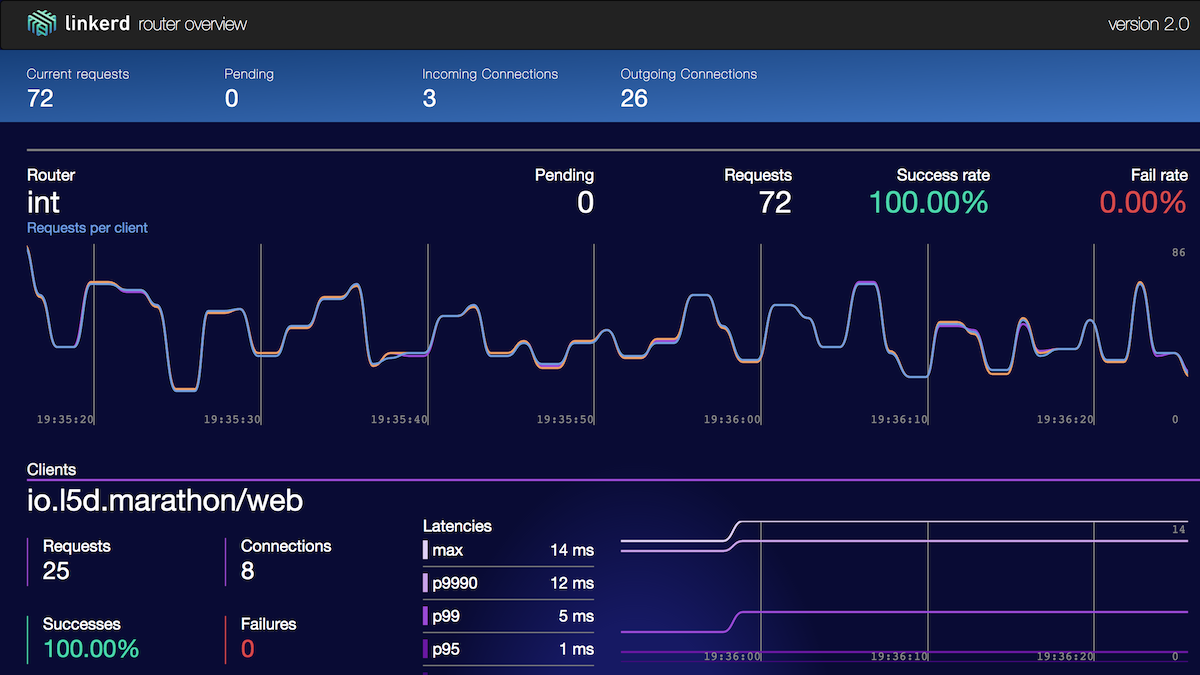 linkerd router overview version 2.0
Current requests Pending Incoming Connections Outgoing Connections
72 0 3 26
Router Pending Requests Success rate Fail rate
int 0 72 100.00% 0.00%
Requests per client
86
19:35:20 19:35:30 19:35:40 19:35:50 19:36:00 19:36:10 19:36:20 0
Clients
io.l5d.marathon/web
Requests Connections
25 8
Successes Failures
100.00% 0
Latencies
max 14 ms
p9990 12 ms
p99 5 ms
p95 1 ms
14
19:36:00 19:36:10 19:36:20 0